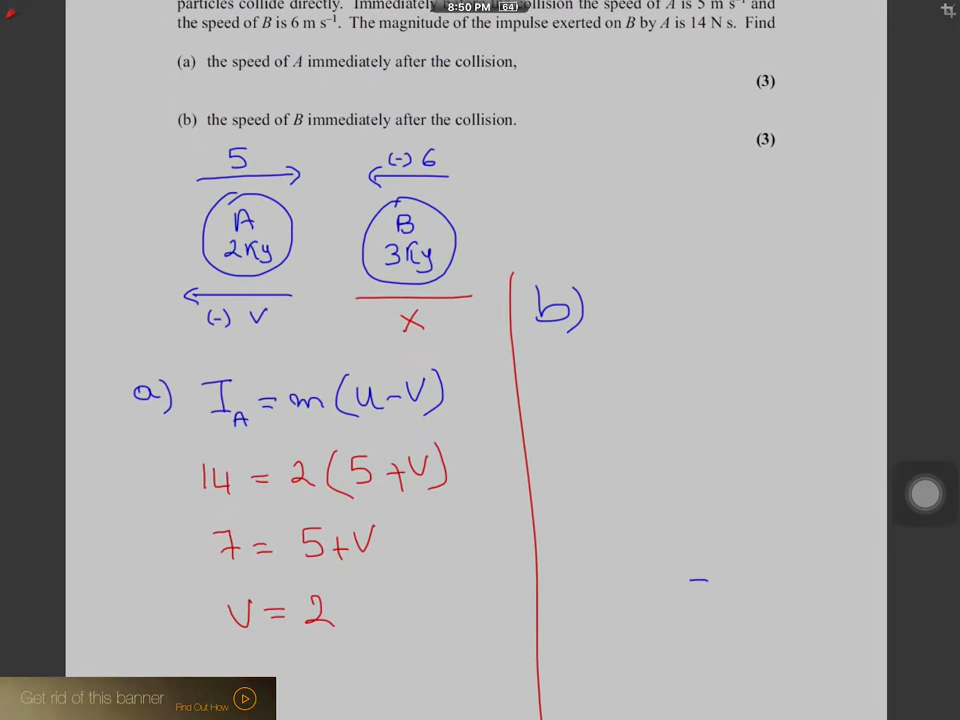 particles collide directly. Immediately collision the speed of A is 5 m s⁻¹ and
8:50 PM 64
the speed of B is 6 m s⁻¹. The magnitude of the impulse exerted on B by A is 14 N s. Find
(a) the speed of A immediately after the collision,
(3)
(b) the speed of B immediately after the collision.
(3)
5 (-) 6
A B
2Kg 3Kg
(-) v x
b)
a) I_A = m(u-v)
14 = 2(5+v)
7 = 5+v
v = 2
Get rid of this banner
Find Out How